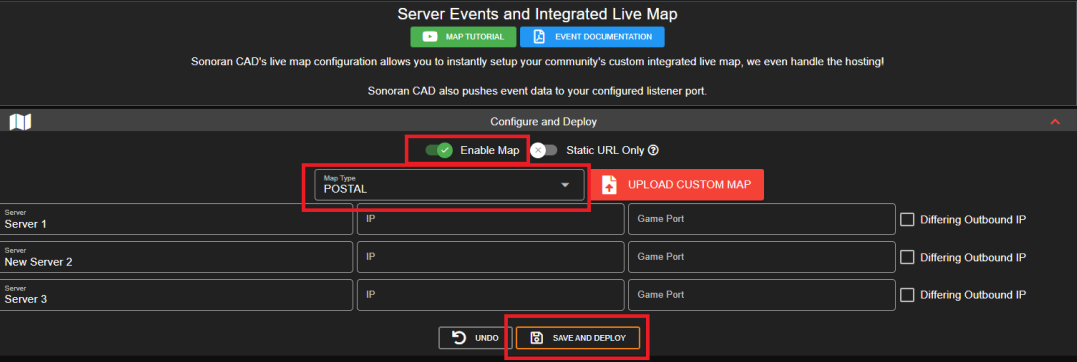 Server Events and Integrated Live Map
MAP TUTORIAL EVENT DOCUMENTATION
Sonoran CAD's live map configuration allows you to instantly setup your community's custom integrated live map, we even handle the hosting!
Sonoran CAD also pushes event data to your configured listener port.
Configure and Deploy
Enable Map Static URL Only
Map Type
POSTAL
UPLOAD CUSTOM MAP
Server
Server 1
IP
Game Port
Differing Outbound IP
Server
New Server 2
IP
Game Port
Differing Outbound IP
Server
Server 3
IP
Game Port
Differing Outbound IP
UNDO SAVE AND DEPLOY